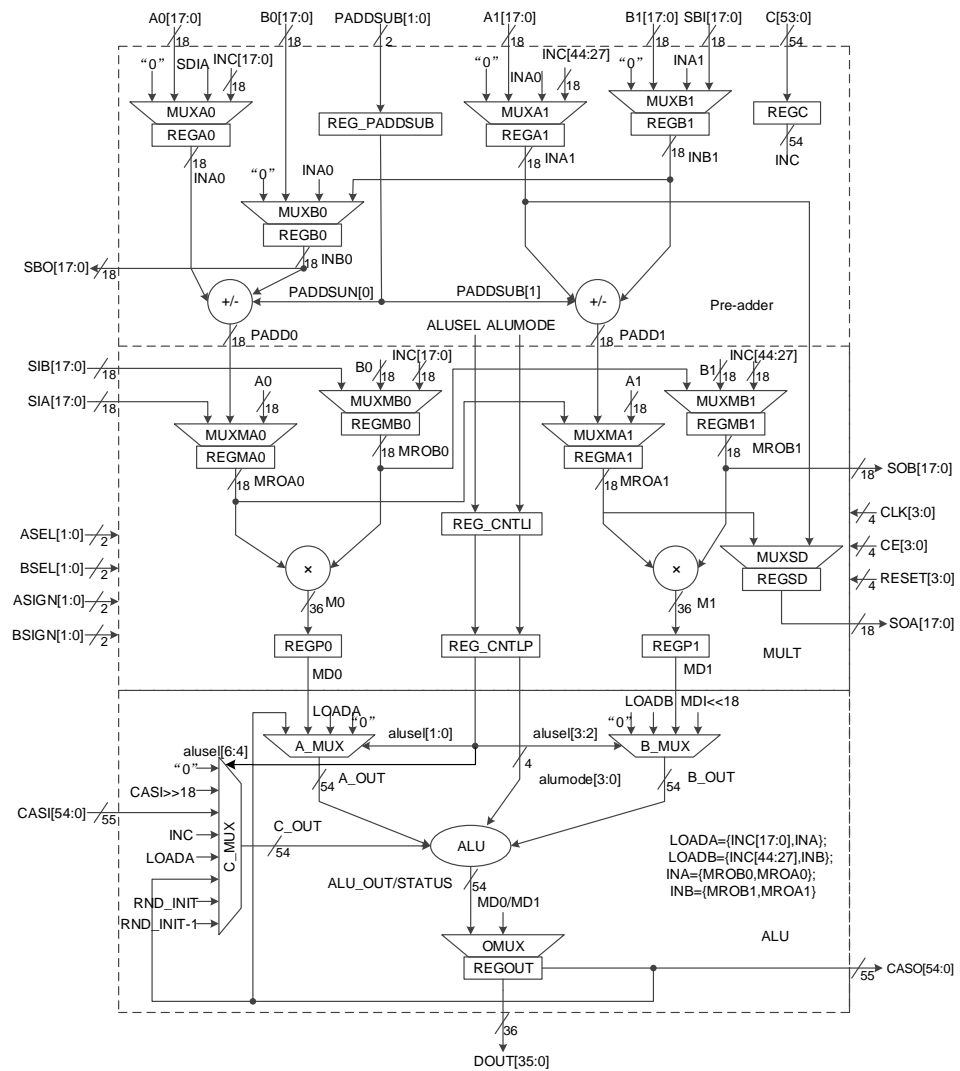 A0[17:0] B0[17:0] PADDSUB[1:0] A1[17:0] B1[17:0] SBI[17:0] C[53:0]
18 18 2 18 18 18 54
“0” SDIA INC[17:0] 18
“0” INA0 INC[44:27] 18
“0” INA1
MUXA0
REGA0
REG_PADDSUB
MUXA1
REGA1
MUXB1
REGB1
REGC
54
INC
18
INA0
18 INA1
18 INB1
“0” INA0
MUXB0
REGB0
18 INB0
SBO[17:0] 18
+/-
PADDSUN[0] PADDSUB[1]
+/-
Pre-adder
18 PADD0
ALUSEL ALUMODE
18 PADD1
SIB[17:0] 18
B0 18 INC[17:0] 18
B1 18 INC[44:27] 18
SIA[17:0] 18
A0 18
MUXMB0
REGMB0
A1 18
MUXMB1
REGMB1
MUXMA0
REGMA0
18 MROB0
MUXMA1
REGMA1
18 MROB1
18 MROA0
18 MROA1
18 SOB[17:0]
REG_CNTLI
4 CLK[3:0]
ASEL[1:0] 2
4 CE[3:0]
MUXSD
REGSD
BSEL[1:0] 2
×
×
4 RESET[3:0]
ASIGN[1:0] 2
36 M0
36 M1
18 SOA[17:0]
BSIGN[1:0] 2
REGP0
REG_CNTLP
REGP1
MULT
MD0
MD1
LOADA “0”
“0” LOADB MDI<<18
A_MUX
alusel[1:0] alusel[3:2]
B_MUX
alusel[6:4]
“0”
54 A_OUT
4
alumode[3:0]
54 B_OUT
CASI>>18
CASI[54:0] 55
INC
C_MUX
C_OUT
54
ALU
LOADA
RND_INIT
RND_INIT-1
LOADA={INC[17:0],INA};
LOADB={INC[44:27],INB};
INA={MROB0,MROA0};
INB={MROB1,MROA1}
ALU_OUT/STATUS 54
MD0/MD1
OMUX
REGOUT
ALU
55 CASO[54:0]
36
DOUT[35:0]